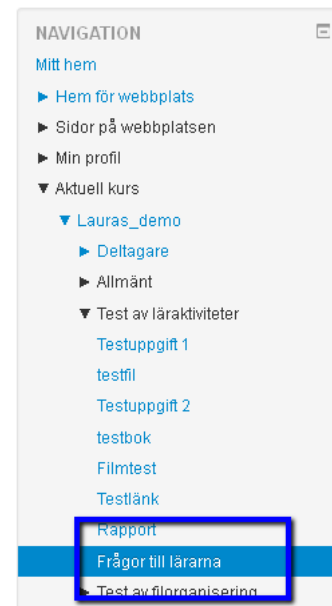 NAVIGATION
Mitt hem
Hem för webbplats
Sidor på webbplatsen
Min profil
Aktuell kurs
Lauras_demo
Deltagare
Allmänt
Test av läraktiviteter
Testuppgift 1
testfil
Testuppgift 2
testbok
Filmtest
Testlänk
Rapport
Frågor till lärarna
Test av filorganisering